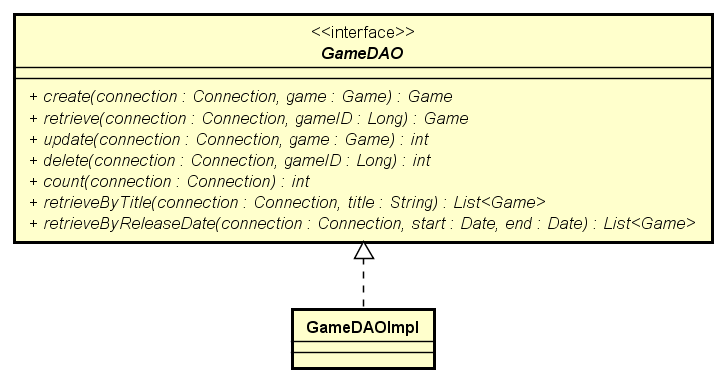 <<interface>>
GameDAO
+ create(connection : Connection, game : Game) : Game
+ retrieve(connection : Connection, gameID : Long) : Game
+ update(connection : Connection, game : Game) : int
+ delete(connection : Connection, gameID : Long) : int
+ count(connection : Connection) : int
+ retrieveByTitle(connection : Connection, title : String) : List<Game>
+ retrieveByReleaseDate(connection : Connection, start : Date, end : Date) : List<Game>
GameDAOImpl